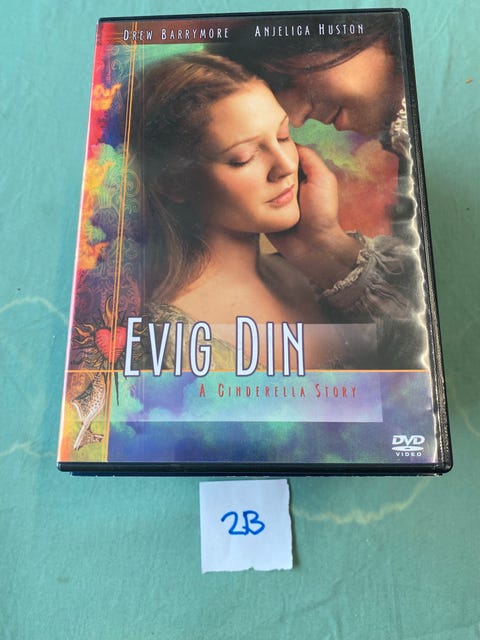 DREW BARRYMORE ANJELICA HUSTON
EVIG DIN
A CINDERELLA STORY
DVD
VIDEO
2B